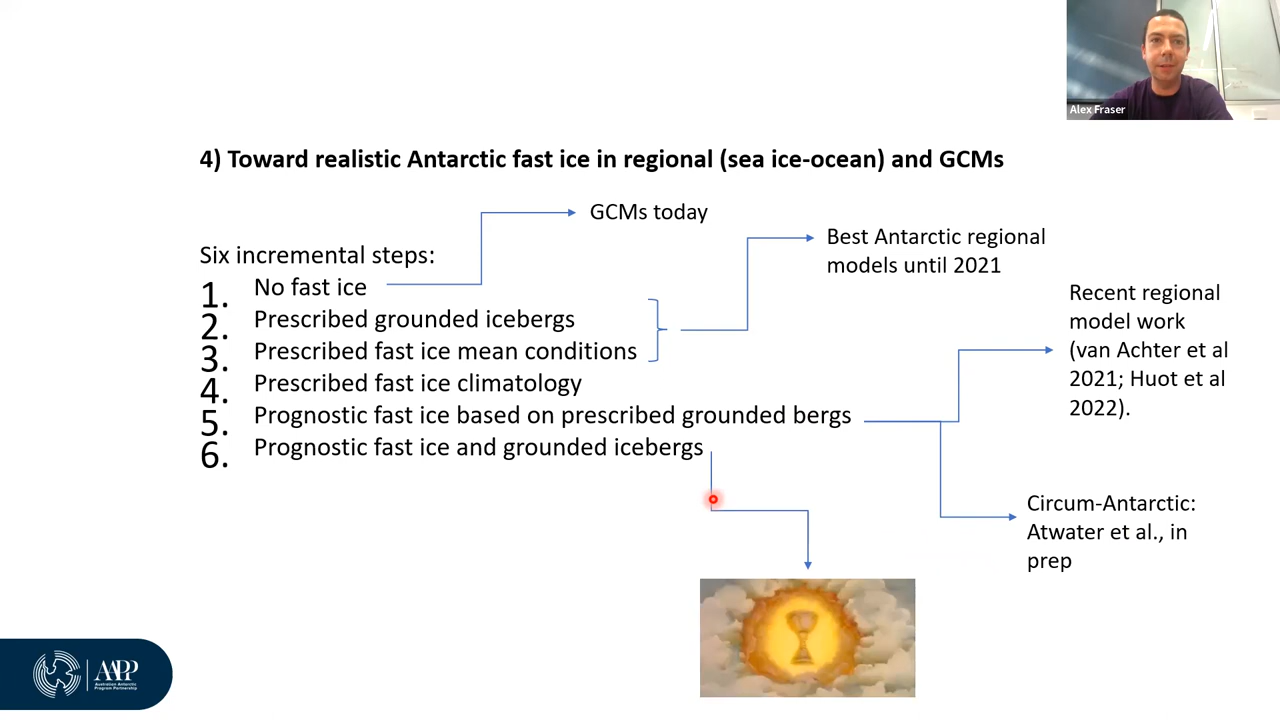 Alex Fraser
4) Toward realistic Antarctic fast ice in regional (sea ice-ocean) and GCMs
GCMs today
Six incremental steps:
1. No fast ice
2. Prescribed grounded icebergs
3. Prescribed fast ice mean conditions
4. Prescribed fast ice climatology
5. Prognostic fast ice based on prescribed grounded bergs
6. Prognostic fast ice and grounded icebergs
Best Antarctic regional
models until 2021
Recent regional
model work
(van Achter et al
2021; Huot et al
2022).
Circum-Antarctic:
Atwater et al., in
prep
AAPP
Australian Antarctic
Program Partnership